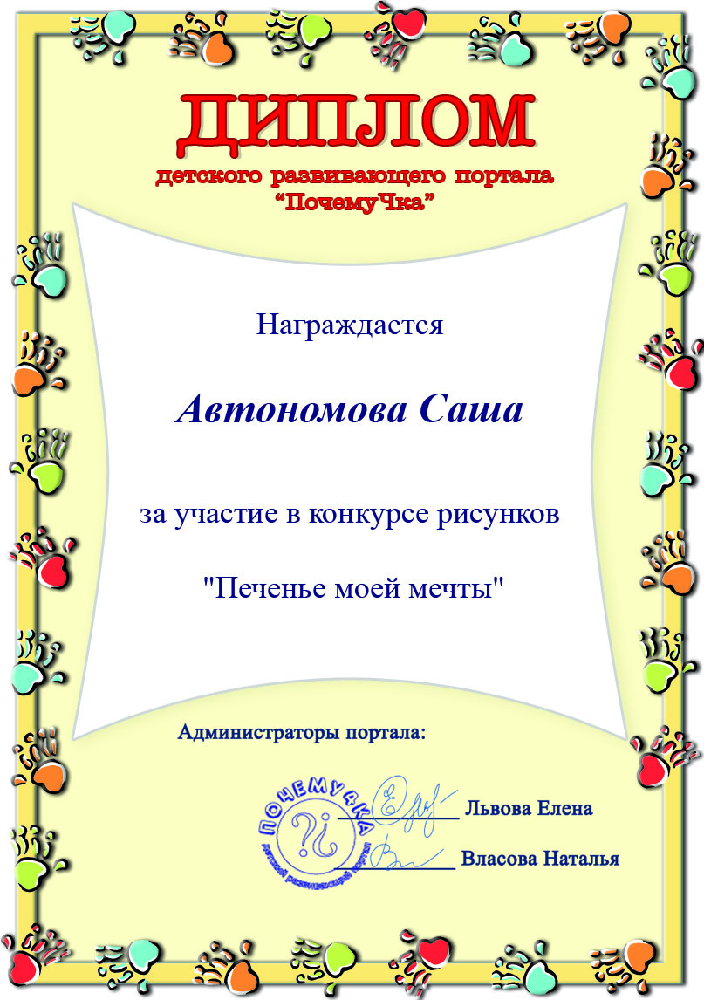 ДИПЛОМ
детского развивающего портала
“ПочемуЧка”
Награждается
Автономова Саша
за участие в конкурсе рисунков
"Печенье моей мечты"
Администраторы портала:
ПОЧЕМУЧКА
?¿
детский развивающий портал
Львова Елена
Власова Наталья